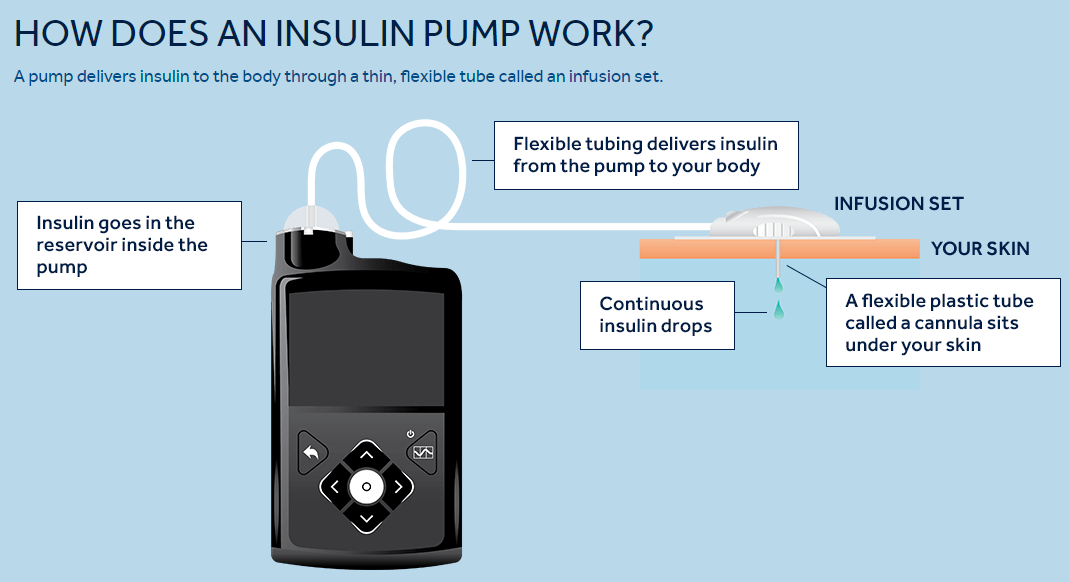 HOW DOES AN INSULIN PUMP WORK?
A pump delivers insulin to the body through a thin, flexible tube called an infusion set.
Flexible tubing delivers insulin
from the pump to your body
Insulin goes in the
reservoir inside the
pump
INFUSION SET
YOUR SKIN
Continuous
insulin drops
A flexible plastic tube
called a cannula sits
under your skin